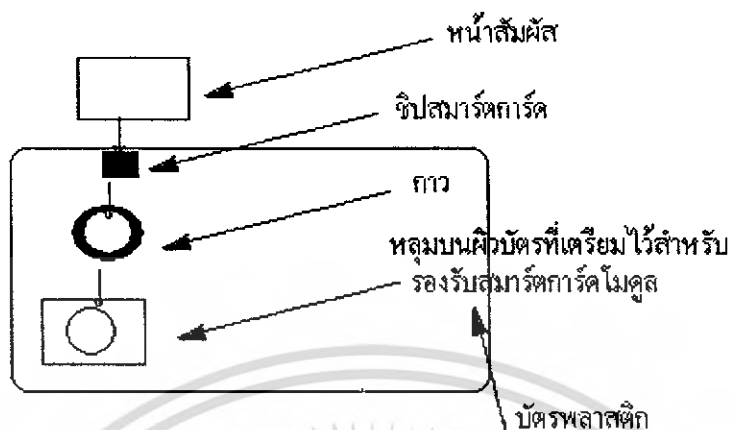 หน้าสัมผัส
ชิปสมาร์ตการ์ด
กาว
หลุมบนผิวบัตรที่เตรียมไว้สำหรับ
รองรับสมาร์ตการ์ดโมดูล
บัตรพลาสติก